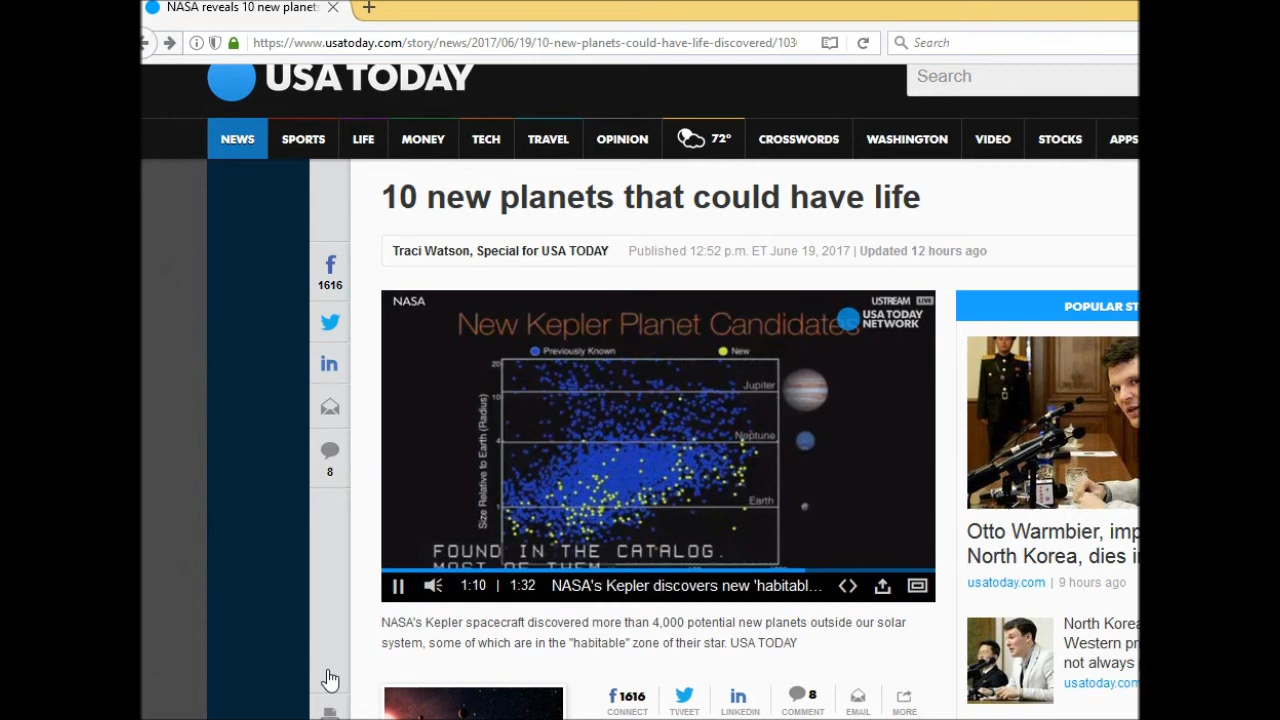 NASA reveals 10 new planet
https://www.usatoday.com/story/news/2017/06/19/10-new-planets-could-have-life-discovered/103
Search
USA TODAY
Search
NEWS
SPORTS
LIFE
MONEY
TECH
TRAVEL
OPINION
72°
CROSSWORDS
WASHINGTON
VIDEO
STOCKS
APPS
10 new planets that could have life
Traci Watson, Special for USA TODAY
Published 12:52 p.m. ET June 19, 2017 | Updated 12 hours ago
1616
8
NASA
USTREAM LIVE
New Kepler Planet Candidates
USA TODAY
NETWORK
Previously Known
New
20
10
4
1
Size Relative to Earth (Radius)
Jupiter
Neptune
Earth
FOUND IN THE CATALOG.
MOST OF THEM
1:10 | 1:32
NASA's Kepler discovers new 'habitabl...
NASA's Kepler spacecraft discovered more than 4,000 potential new planets outside our solar
system, some of which are in the "habitable" zone of their star. USA TODAY
1616
CONNECT
TWEET
LINKEDIN
8
COMMENT
EMAIL
MORE
POPULAR ST
Otto Warmbier, imp
North Korea, dies i
usatoday.com | 9 hours ago
North Korea
Western pr
not always
usatoday.com